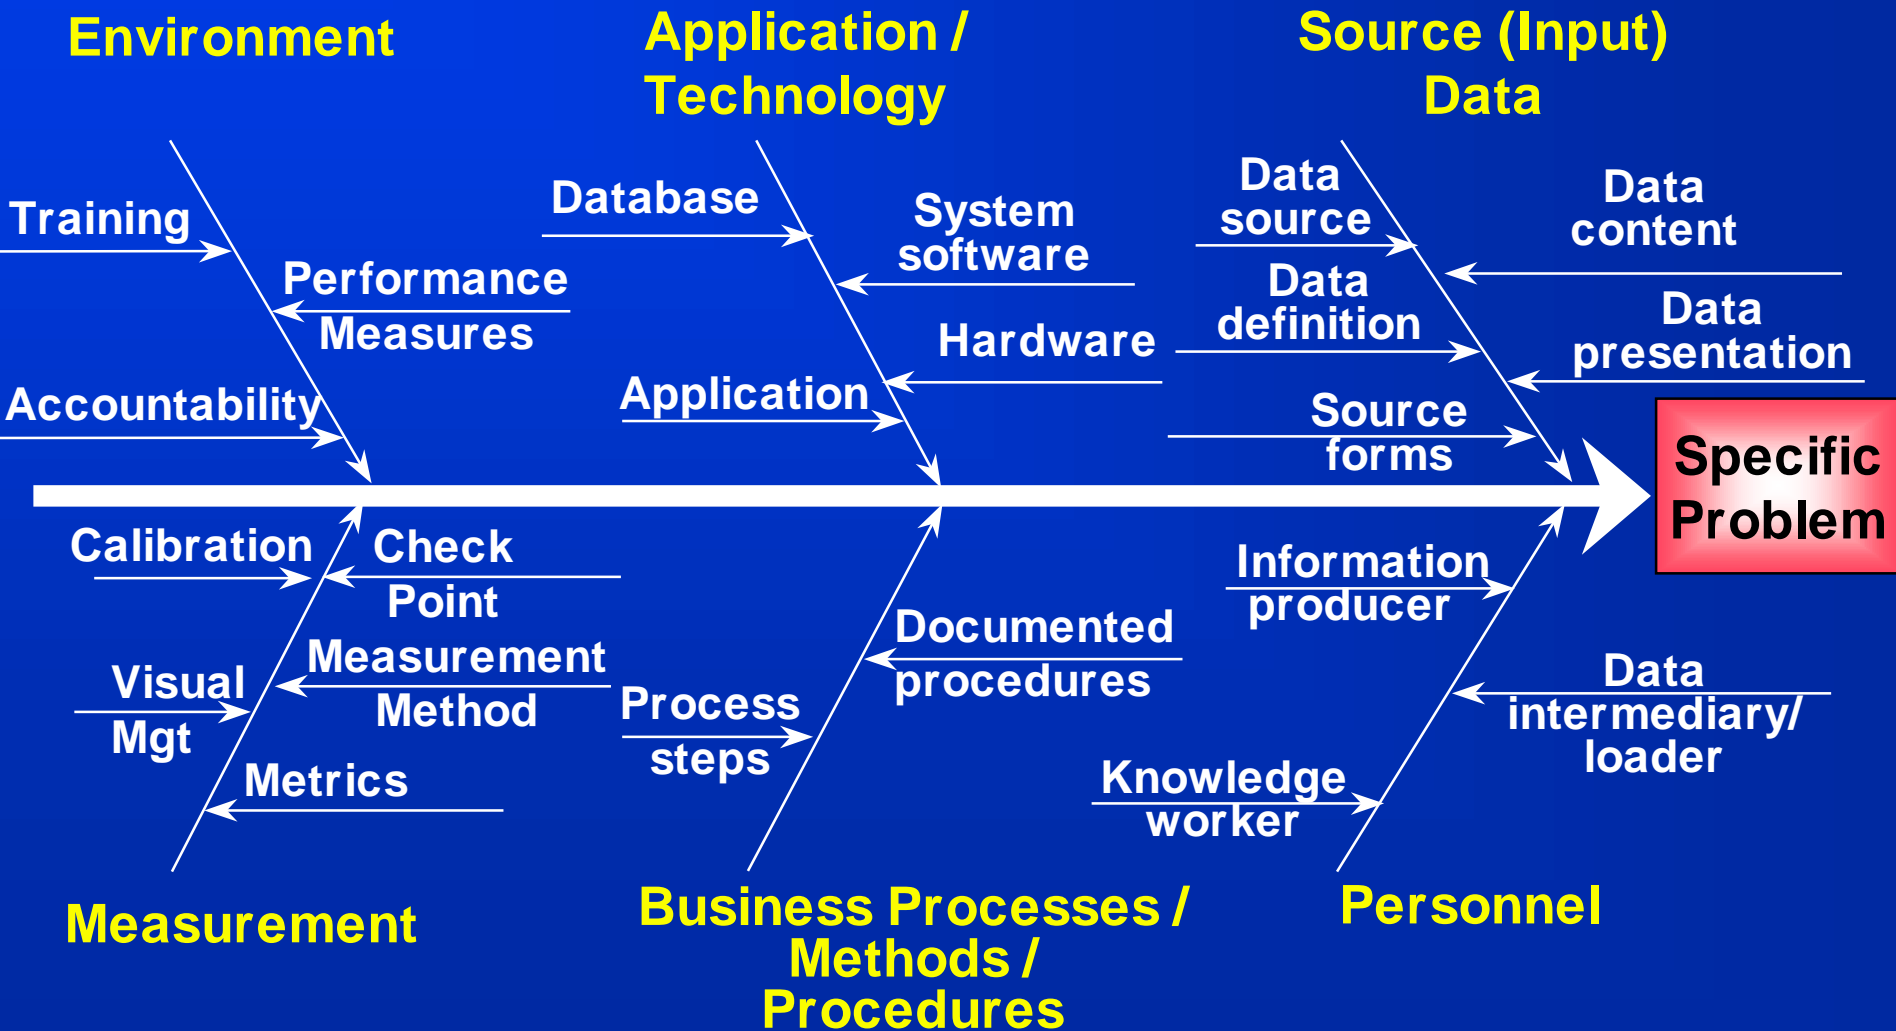 Environment
Application /
Technology
Source (Input)
Data
Training
Performance
Measures
Accountability
Database
System
software
Hardware
Application
Data
source
Data
content
Data
definition
Data
presentation
Source
forms
Specific
Problem
Calibration
Check
Point
Measurement
Method
Visual
Mgt
Metrics
Documented
procedures
Process
steps
Information
producer
Data
intermediary/
loader
Knowledge
worker
Measurement
Business Processes /
Methods /
Procedures
Personnel